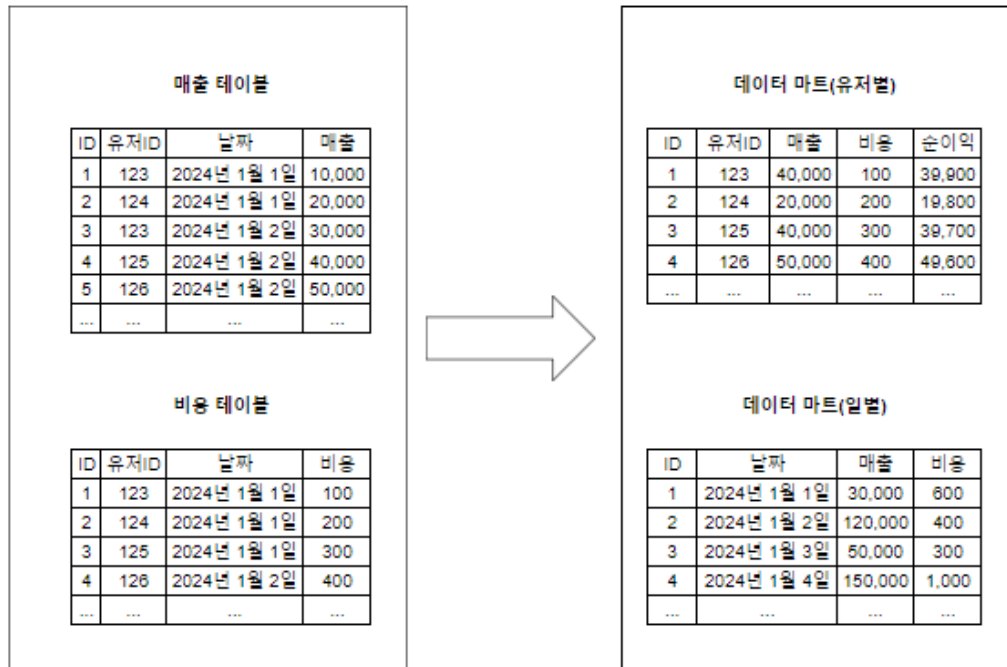 매출 테이블
ID 유저ID 날짜 매출
1 123 2024년 1월 1일 10,000
2 124 2024년 1월 1일 20,000
3 123 2024년 1월 2일 30,000
4 125 2024년 1월 2일 40,000
5 126 2024년 1월 2일 50,000
... ... ... ...
비용 테이블
ID 유저ID 날짜 비용
1 123 2024년 1월 1일 100
2 124 2024년 1월 1일 200
3 125 2024년 1월 1일 300
4 126 2024년 1월 2일 400
... ... ... ...
데이터 마트(유저별)
ID 유저ID 매출 비용 순이익
1 123 40,000 100 39,900
2 124 20,000 200 19,800
3 125 40,000 300 39,700
4 126 50,000 400 49,600
... ... ... ... ...
데이터 마트(일별)
ID 날짜 매출 비용
1 2024년 1월 1일 30,000 600
2 2024년 1월 2일 120,000 400
3 2024년 1월 3일 50,000 300
4 2024년 1월 4일 150,000 1,000
... ... ... ...